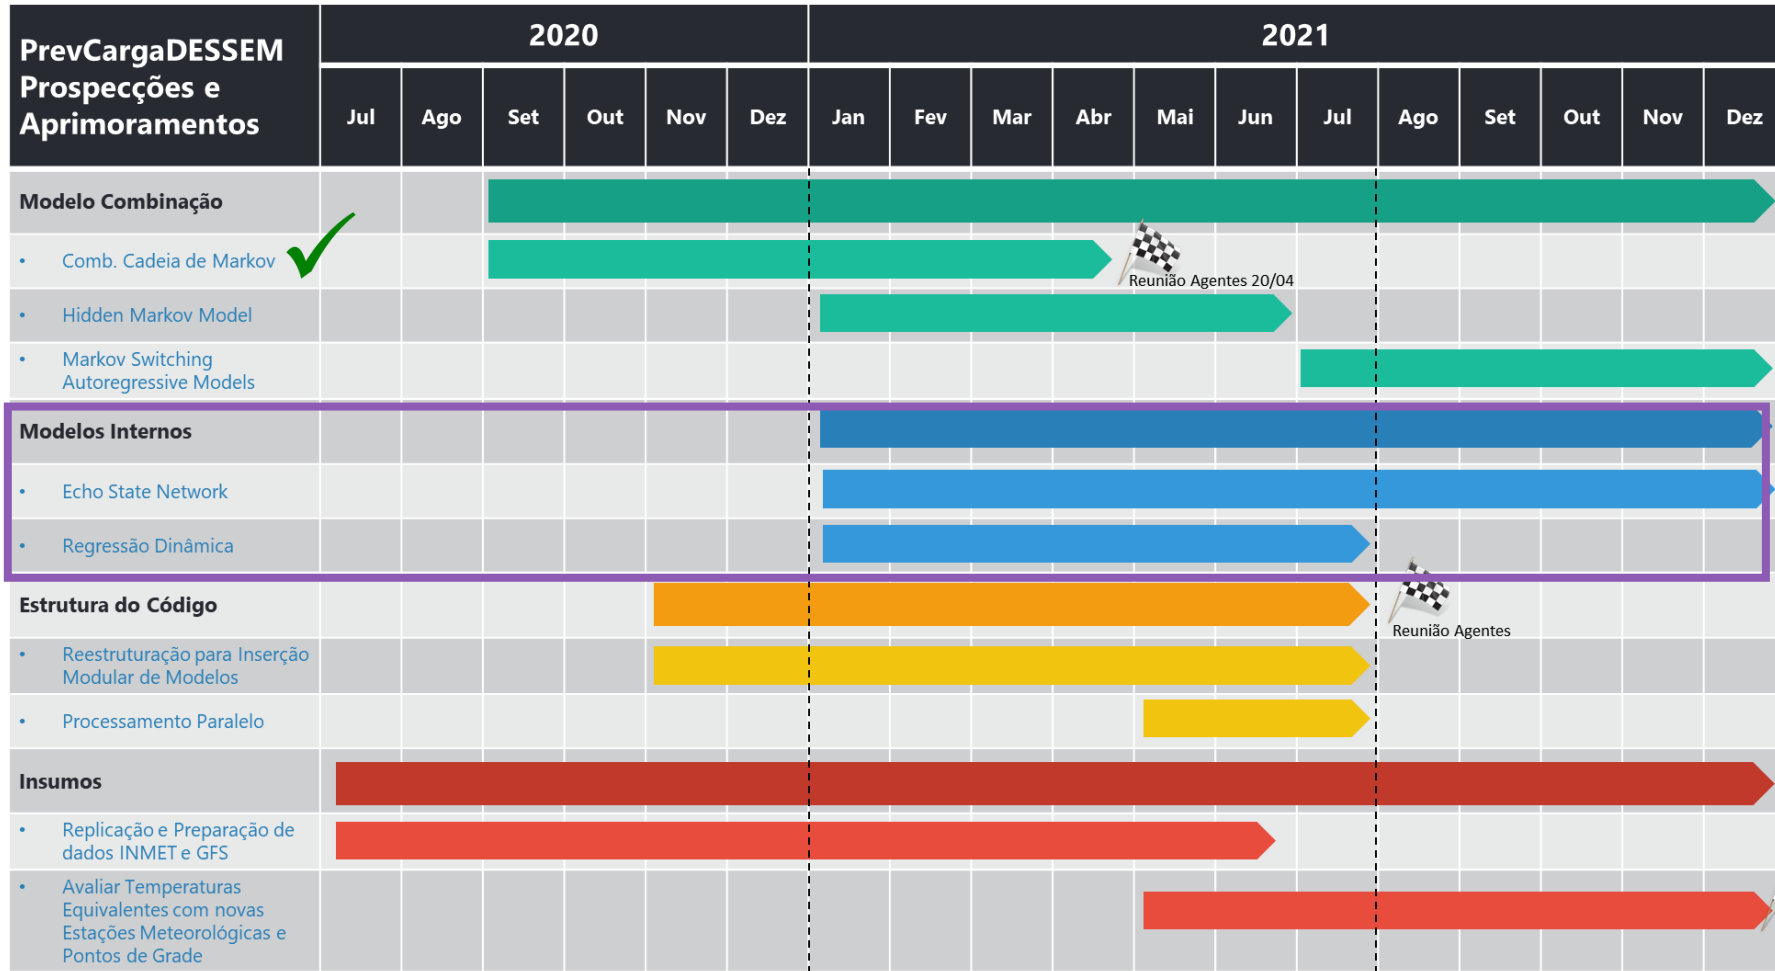 PrevCargaDESSEM
Prospecções e
Aprimoramentos
2020
2021
Jul
Ago
Set
Out
Nov
Dez
Jan
Fev
Mar
Abr
Mai
Jun
Jul
Ago
Set
Out
Nov
Dez
Modelo Combinação
• Comb. Cadeia de Markov
Reunião Agentes 20/04
• Hidden Markov Model
• Markov Switching
Autoregressive Models
Modelos Internos
• Echo State Network
• Regressão Dinâmica
Estrutura do Código
Reunião Agentes
• Reestruturação para Inserção
Modular de Modelos
• Processamento Paralelo
Insumos
• Replicação e Preparação de
dados INMET e GFS
• Avaliar Temperaturas
Equivalentes com novas
Estações Meteorológicas e
Pontos de Grade